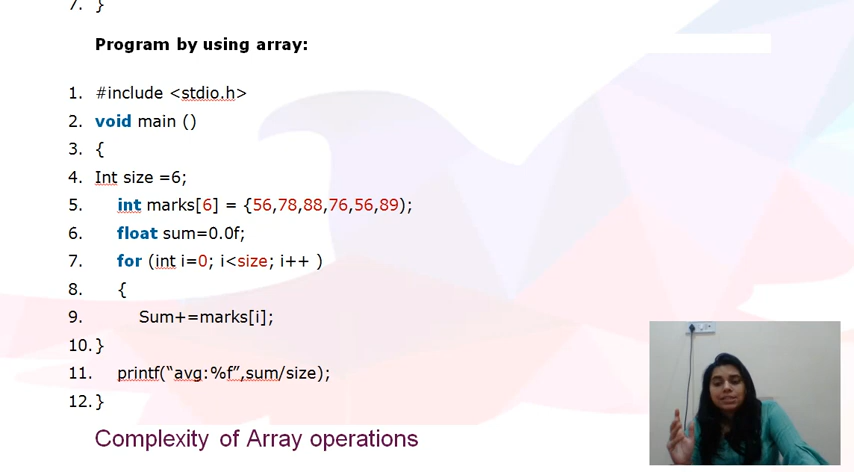 7. }
Program by using array:
1. #include <stdio.h>
2. void main ()
3. {
4. Int size =6;
5. int marks[6] = {56,78,88,76,56,89);
6. float sum=0.0f;
7. for (int i=0; i<size; i++ )
8. {
9. Sum+=marks[i];
10. }
11. printf(“avg:%f”,sum/size);
12. }
Complexity of Array operations